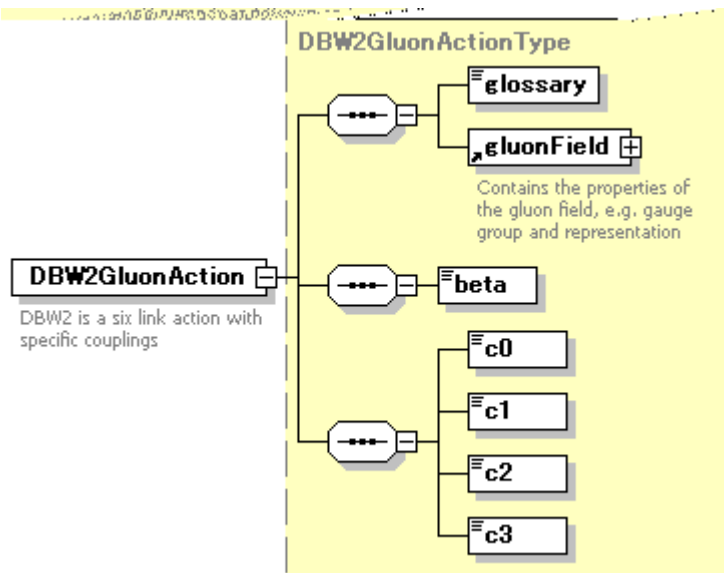 DBW2GluonActionType
glossary
gluonField
Contains the properties of
the gluon field, e.g. gauge
group and representation
DBW2GluonAction
DBW2 is a six link action with
specific couplings
beta
c0
c1
c2
c3